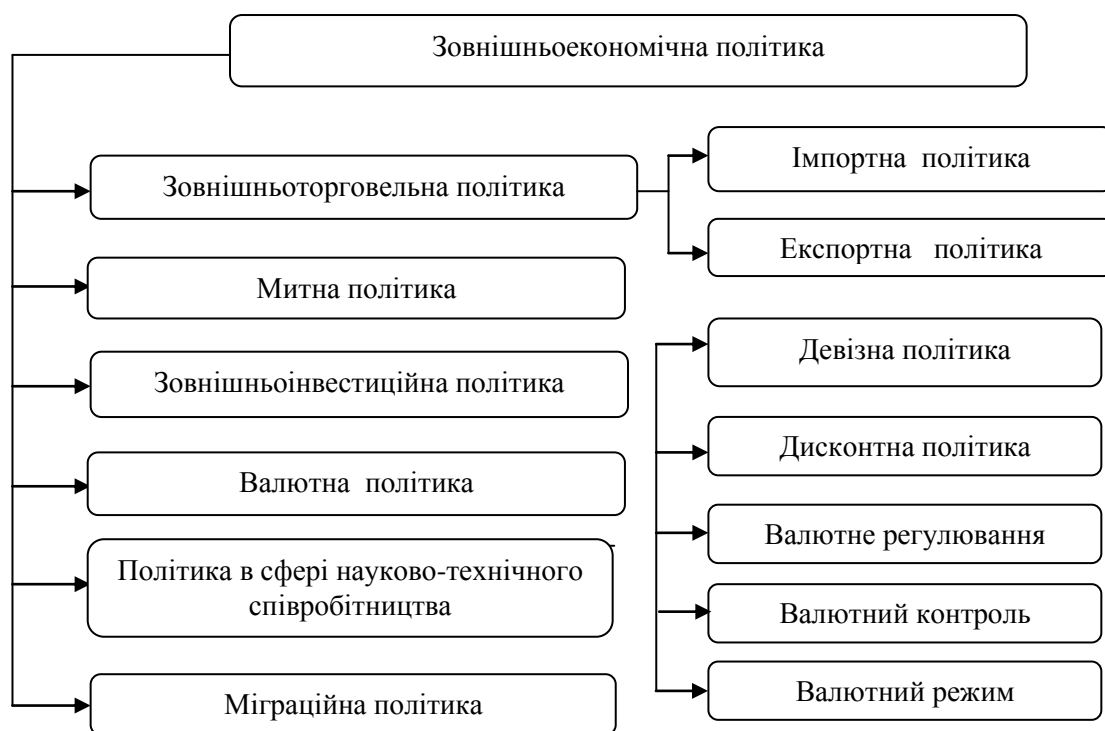 Зовнішньоекономічна політика
Зовнішньоторговельна політика
Митна політика
Зовнішньоінвестиційна політика
Валютна політика
Політика в сфері науково-технічного
співробітництва
Міграційна політика
Імпортна політика
Експортна політика
Девізна політика
Дисконтна політика
Валютне регулювання
Валютний контроль
Валютний режим